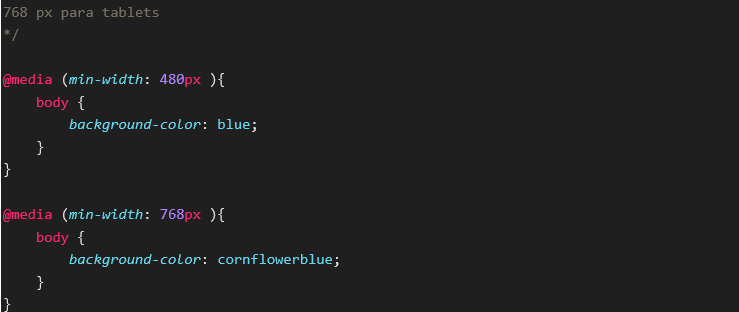 768 px para tablets
*/
@media (min-width: 480px ){
body {
background-color: blue;
}
}
@media (min-width: 768px ){
body {
background-color: cornflowerblue;
}
}